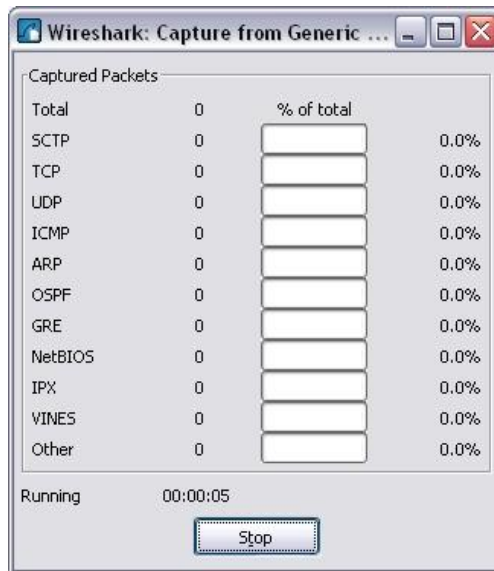 Wireshark: Capture from Generic ...
Captured Packets
Total 0 % of total
SCTP 0 0.0%
TCP 0 0.0%
UDP 0 0.0%
ICMP 0 0.0%
ARP 0 0.0%
OSPF 0 0.0%
GRE 0 0.0%
NetBIOS 0 0.0%
IPX 0 0.0%
VINES 0 0.0%
Other 0 0.0%
Running 00:00:05
Stop